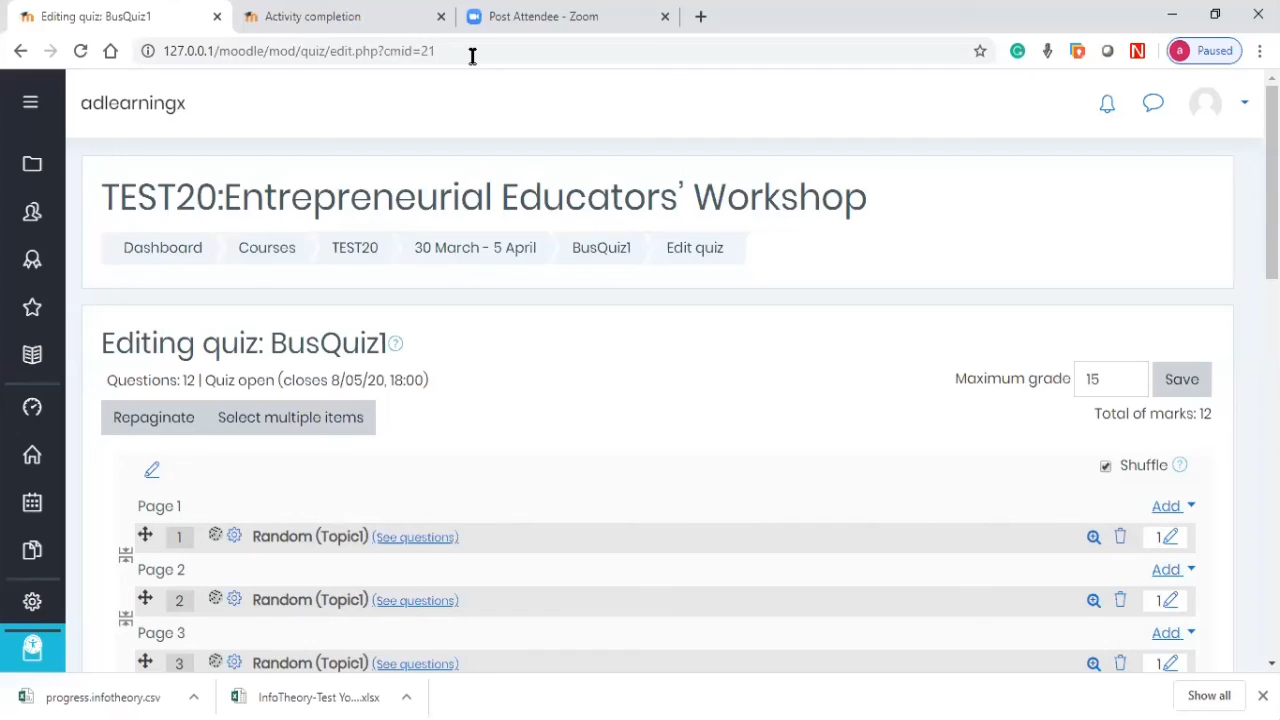 Editing quiz: BusQuiz1
Activity completion
Post Attendee - Zoom
127.0.0.1/moodle/mod/quiz/edit.php?cmid=21
a Paused
adlearningx
TEST20:Entrepreneurial Educators’ Workshop
Dashboard Courses TEST20 30 March - 5 April BusQuiz1 Edit quiz
Editing quiz: BusQuiz1
Questions: 12 | Quiz open (closes 8/05/20, 18:00)
Maximum grade 15 Save
Total of marks: 12
Repaginate Select multiple items
Shuffle
Page 1 Add
1 Random (Topic1) (See questions) 1
Page 2 Add
2 Random (Topic1) (See questions) 1
Page 3 Add
3 Random (Topic1) (See questions) 1
progress.infotheory.csv
InfoTheory-Test Yo....xlsx
Show all